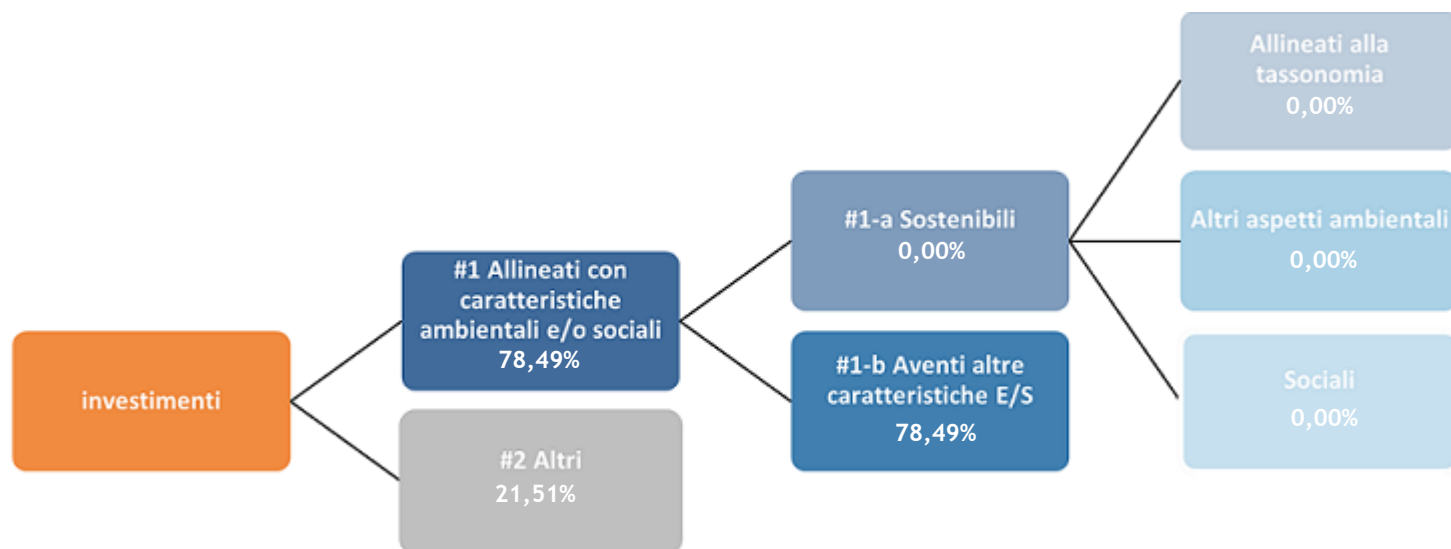 investimenti
#1 Allineati con
caratteristiche
ambientali e/o sociali
78,49%
#2 Altri
21,51%
#1-a Sostenibili
0,00%
#1-b Aventi altre
caratteristiche E/S
78,49%
Allineati alla
tassonomia
0,00%
Altri aspetti ambientali
0,00%
Sociali
0,00%